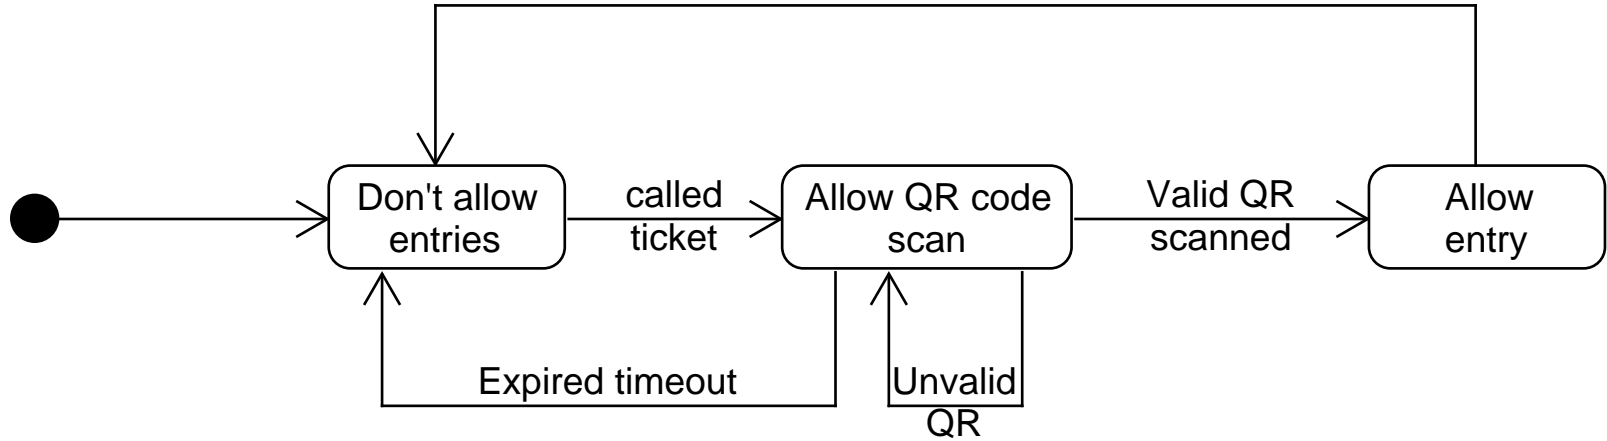 Don't allow
entries
called
ticket
Allow QR code
scan
Valid QR
scanned
Allow
entry
Expired timeout
Unvalid
QR